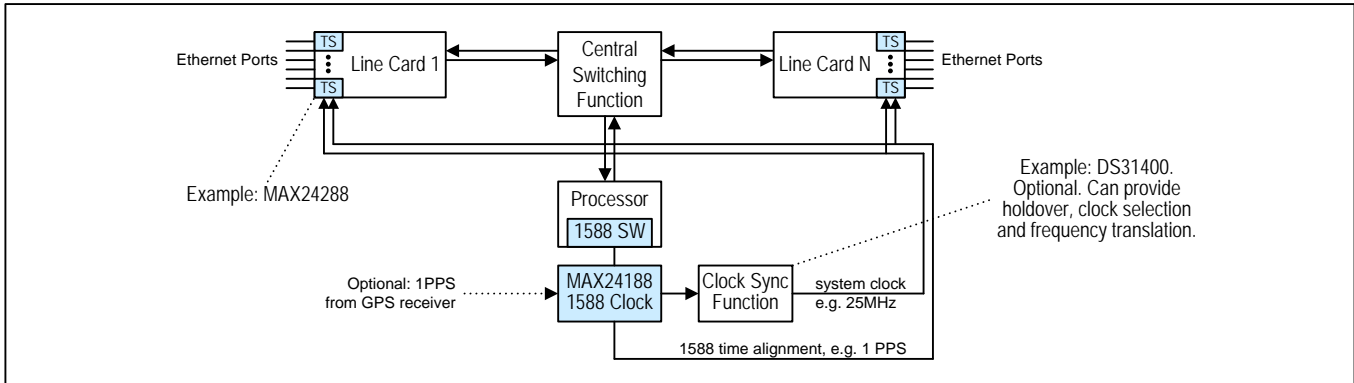 TS
TS
Ethernet Ports
Line Card 1
Central
Switching
Function
Line Card N
TS
TS
Ethernet Ports
Example: MAX24288
Processor
1588 SW
Example: DS31400.
Optional. Can provide
holdover, clock selection
and frequency translation.
Optional: 1PPS
from GPS receiver
MAX24188
1588 Clock
Clock Sync
Function
system clock
e.g. 25MHz
1588 time alignment, e.g. 1 PPS